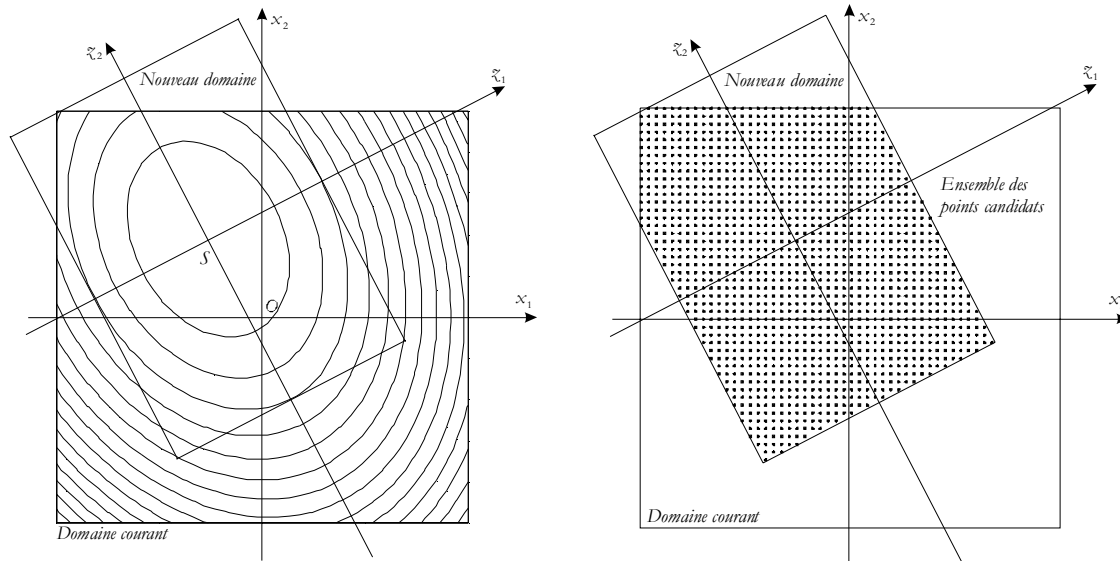 x₂
z₂
Nouveau domaine
z₁
S
O
x₁
Domaine courant
x₂
z₂
Nouveau domaine
z₁
Ensemble des
points candidats
x
Domaine courant